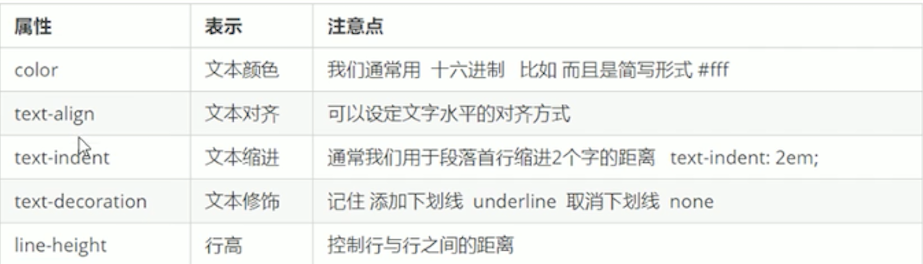 属性 表示 注意点
color 文本颜色 我们通常用 十六进制 比如 而且是简写形式 #fff
text-align 文本对齐 可以设定文字水平的对齐方式
text-indent 文本缩进 通常我们用于段落首行缩进2个字的距离 text-indent: 2em;
text-decoration 文本修饰 记住 添加下划线 underline 取消下划线 none
line-height 行高 控制行与行之间的距离